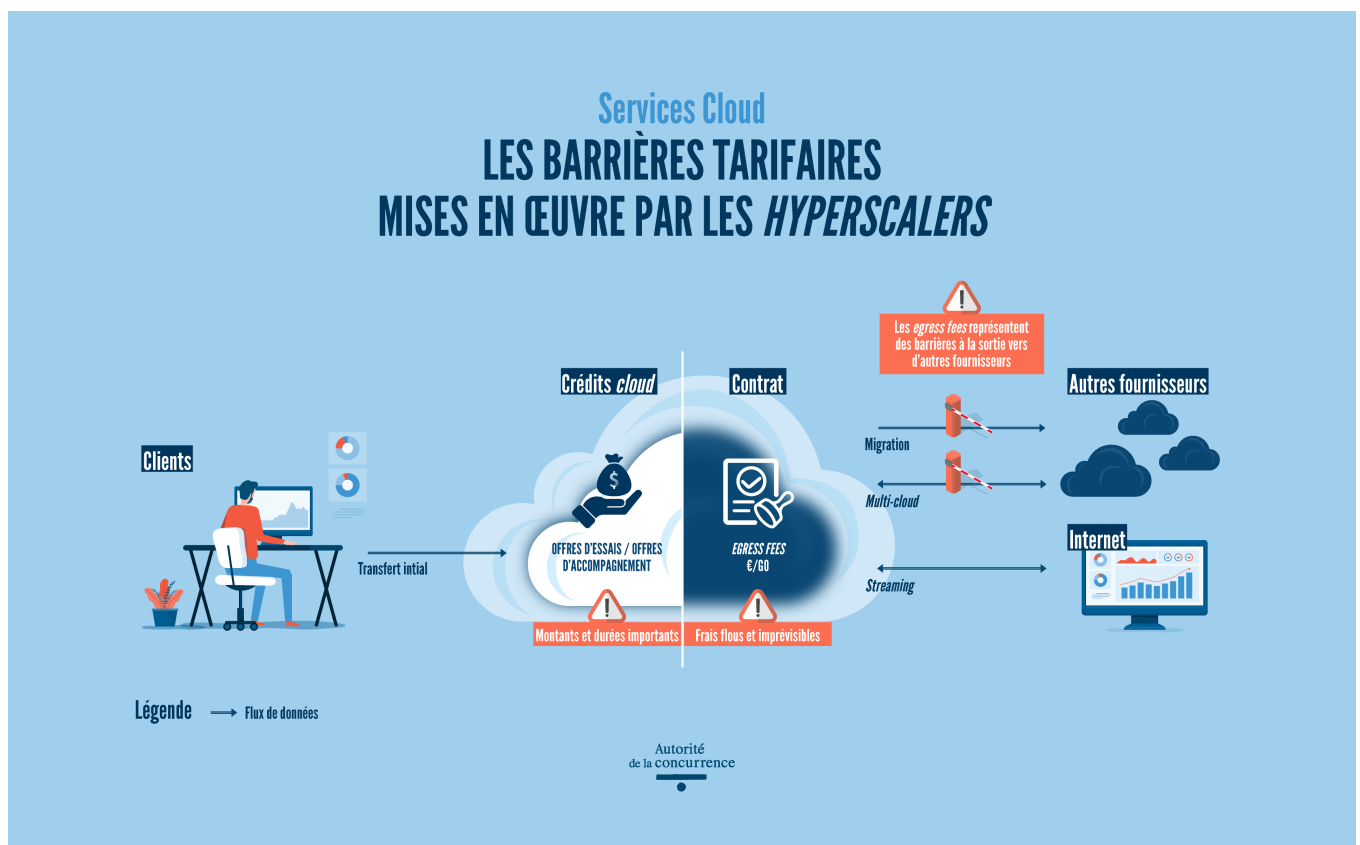 Services Cloud
LES BARRIÈRES TARIFAIRES
MISES EN ŒUVRE PAR LES HYPERSCALERS
Les egress fees représentent
des barrières à la sortie vers
d'autres fournisseurs
Crédits cloud
Contrat
Autres fournisseurs
Migration
Clients
Multi-cloud
$
Internet
OFFRES D'ESSAIS / OFFRES
D'ACCOMPAGNEMENT
EGRESS FEES
€/GO
Transfert intial
Streaming
Montants et durées importants
Frais flous et imprévisibles
Légende
Flux de données
Autorité
de la concurrence